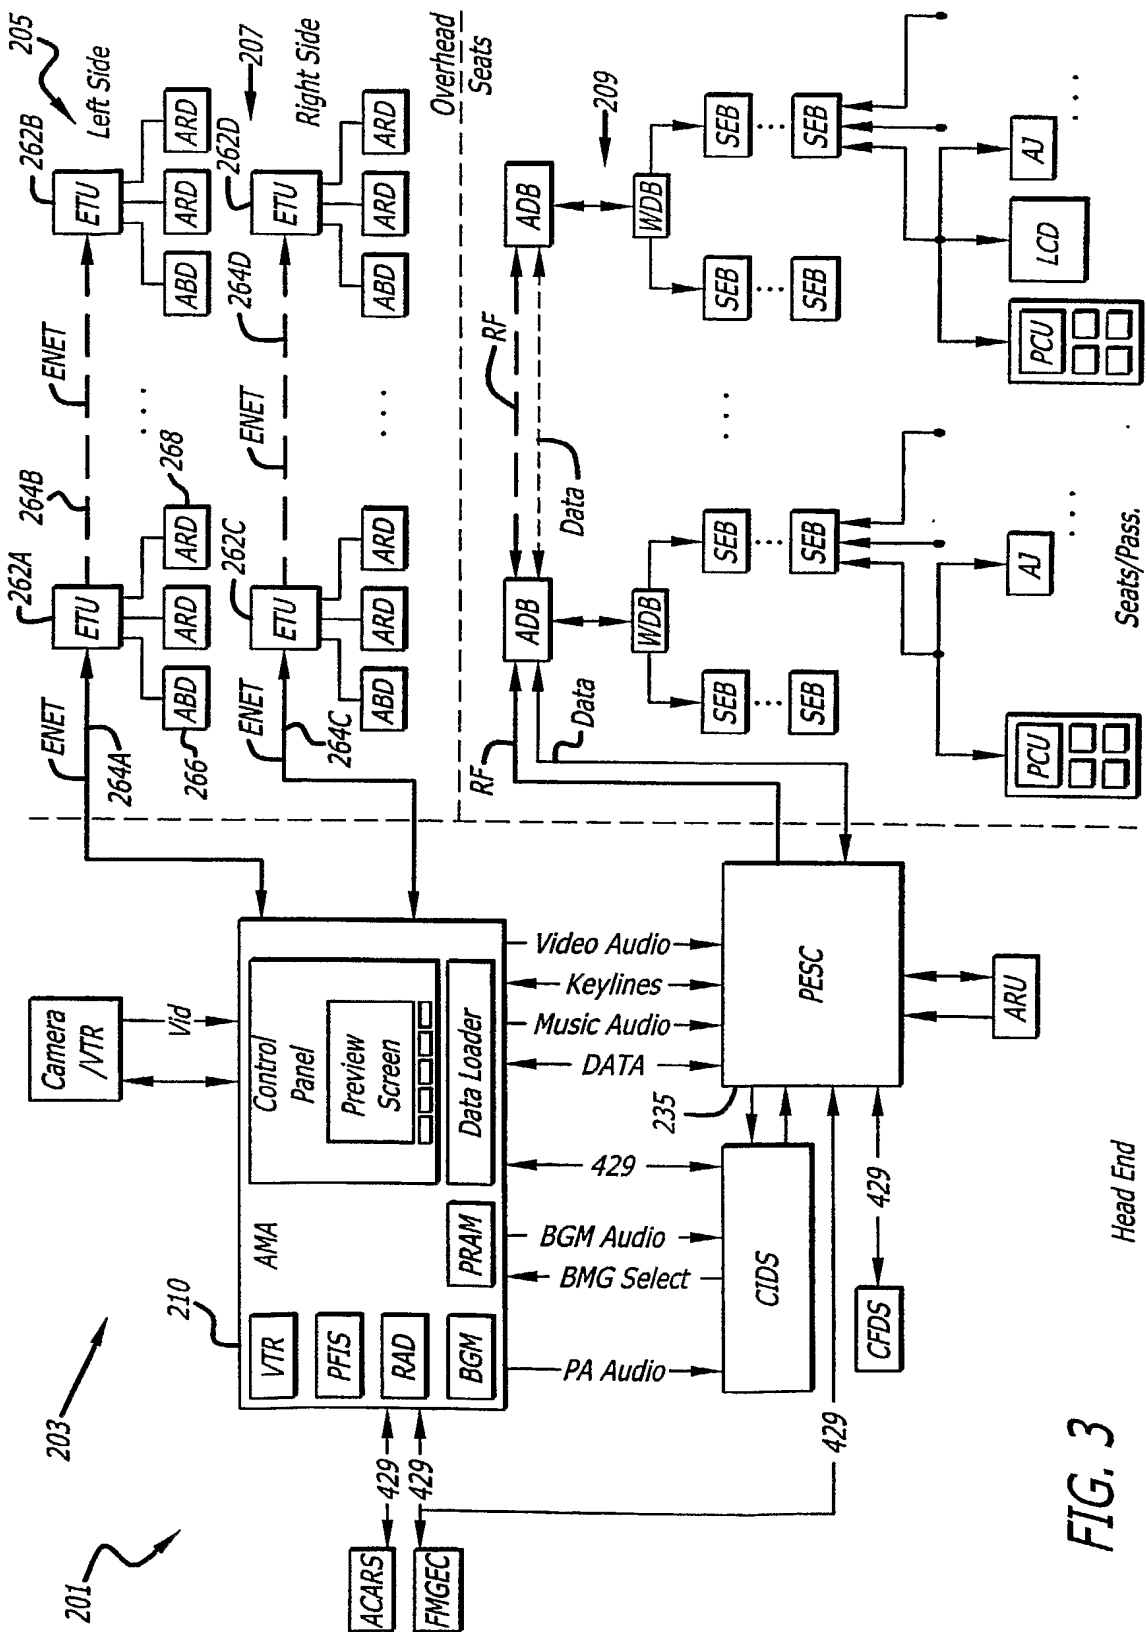 201
203
210
VTR
PFIS
RAD
BGM
AMA
PRAM
Control
Panel
Preview
Screen
Data Loader
Camera
/VTR
Vid
ACARS
FMGEC
429
429
429
PA Audio
BMG Select
BGM Audio
429
DATA
Music Audio
Keylines
Video Audio
CIDS
235
PESC
CFDS
429
ARU
Head End
ENET
264A
262A
ETU
264B
ENET
262B
ETU
205
Left Side
ABD
ARD
ARD
266
268
. . .
ABD
ARD
ARD
ENET
264C
262C
ETU
ENET
264D
262D
ETU
207
Right Side
ABD
ARD
ARD
. . .
ABD
ARD
ARD
Overhead
Seats
RF
Data
ADB
RF
Data
ADB
209
WDB
WDB
SEB
SEB
. . .
SEB
SEB
... ...
... ...
SEB
SEB
SEB
SEB
PCU
AJ
. . .
PCU
LCD
AJ
. . .
Seats/Pass.
FIG. 3